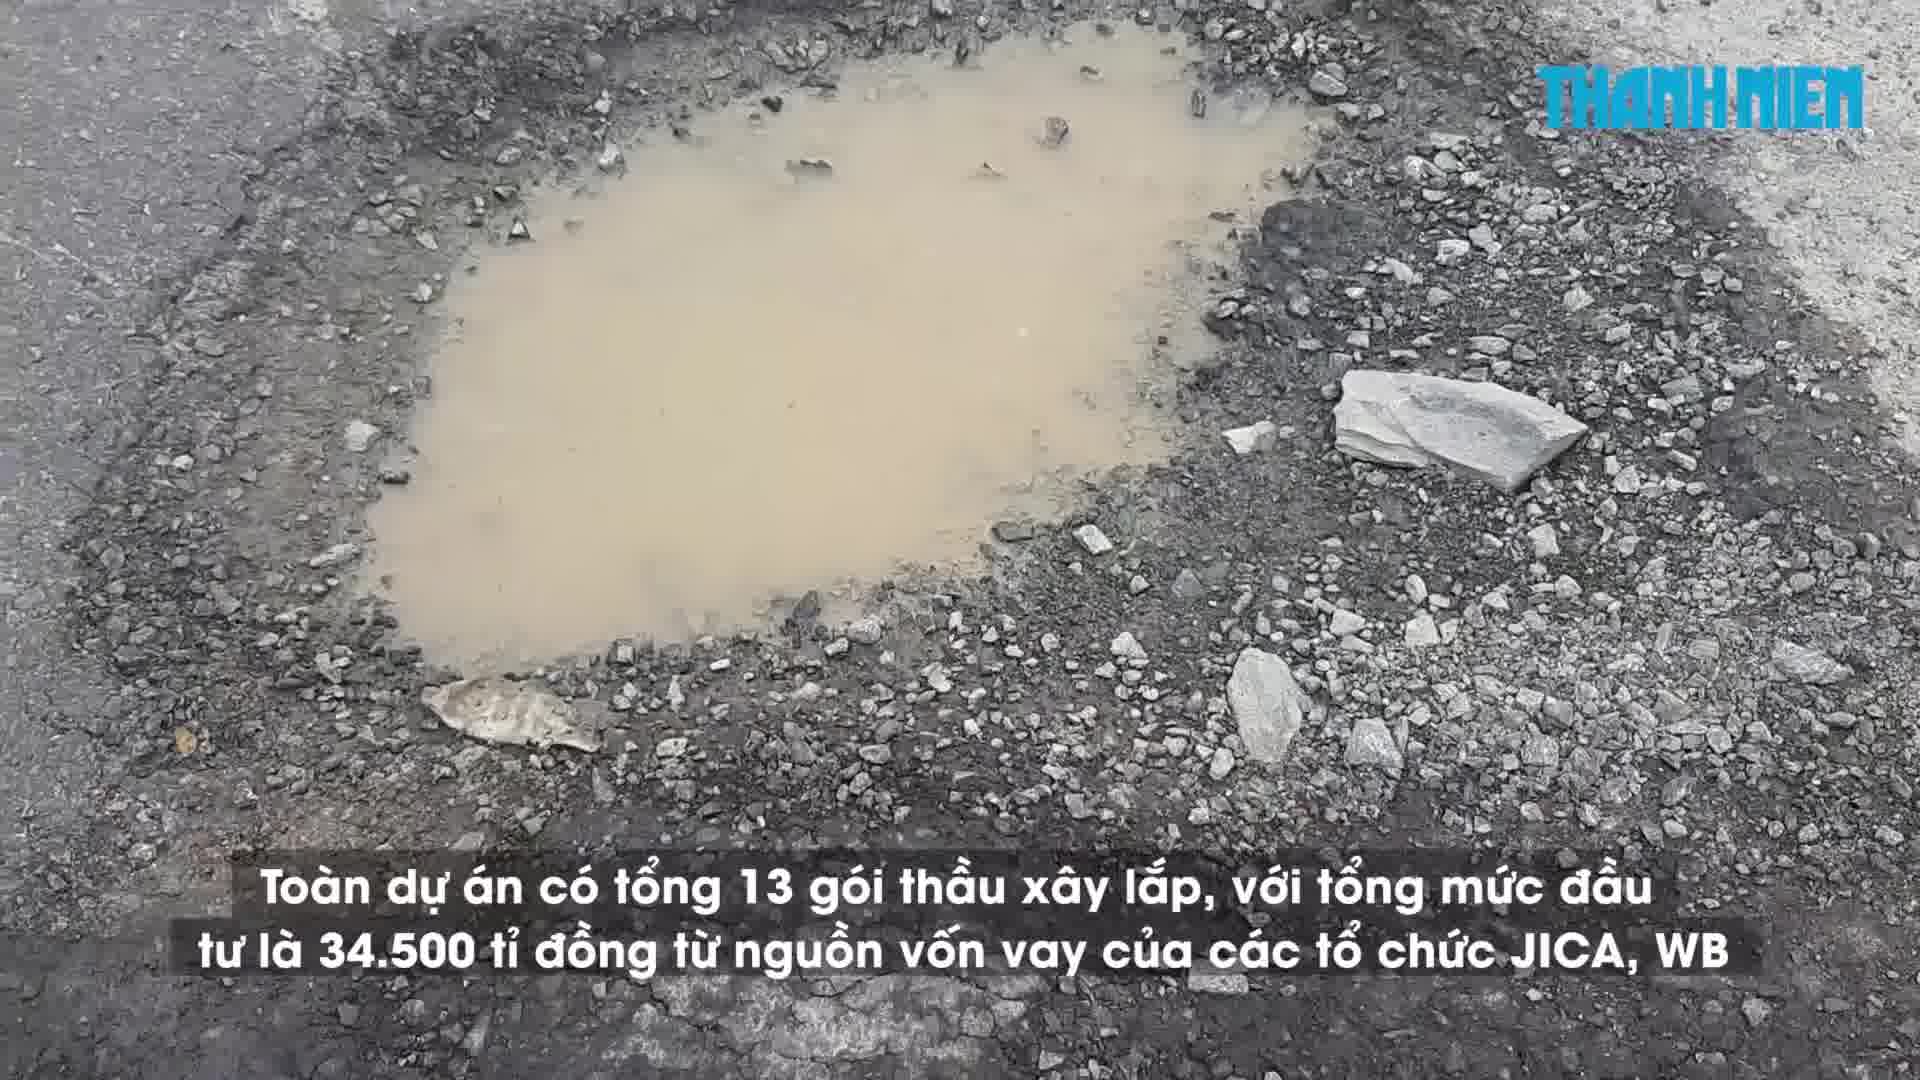 THANH NIEN
Toàn dự án có tổng 13 gói thầu xây lắp, với tổng mức đầu
tư là 34.500 tỉ đồng từ nguồn vốn vay của các tổ chức JICA, WB